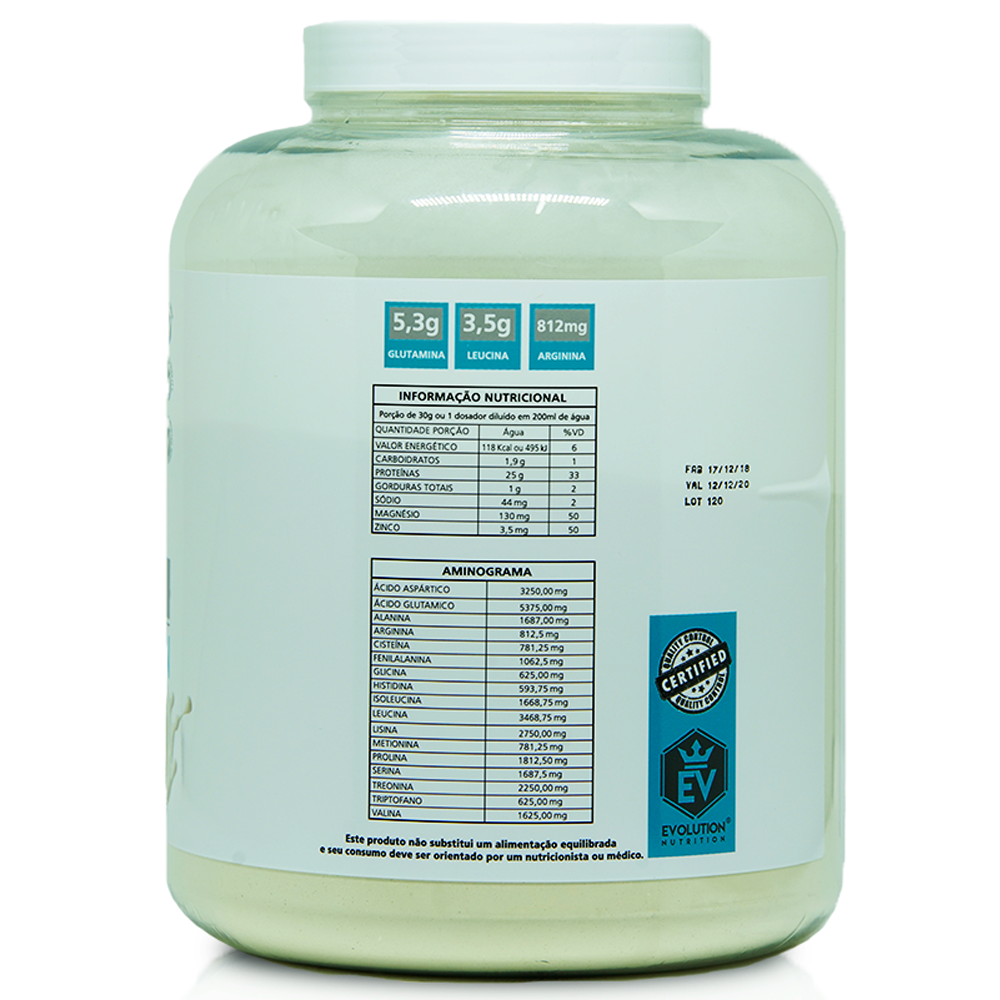 5,3g
GLUTAMINA
3,5g
LEUCINA
812mg
ARGININA
INFORMAÇÃO NUTRICIONAL
Porção de 30g ou 1 dosador diluído em 200ml de água
QUANTIDADE PORÇÃO Água %VD
VALOR ENERGÉTICO 118 Kcal ou 495 kJ 6
CARBOIDRATOS 1,9 g 1
PROTEÍNAS 25 g 33
GORDURAS TOTAIS 1 g 2
SÓDIO 44 mg 2
MAGNÉSIO 130 mg 50
ZINCO 3,5 mg 50
FAB 17/12/18
VAL 12/12/20
LOT 120
AMINOGRAMA
ÁCIDO ASPÁRTICO 3250,00 mg
ÁCIDO GLUTAMICO 5375,00 mg
ALANINA 1687,00 mg
ARGININA 812,5 mg
CISTEÍNA 781,25 mg
FENILALANINA 1062,5 mg
GLICINA 625,00 mg
HISTIDINA 593,75 mg
ISOLEUCINA 1668,75 mg
LEUCINA 3468,75 mg
LISINA 2750,00 mg
METIONINA 781,25 mg
PROLINA 1812,50 mg
SERINA 1687,5 mg
TREONINA 2250,00 mg
TRIPTOFANO 625,00 mg
VALINA 1625,00 mg
QUALITY CONTROL
CERTIFIED
QUALITY CONTROL
EV
EVOLUTION®
NUTRITION
Este produto não substitui um alimentação equilibrada
e seu consumo deve ser orientado por um nutricionista ou médico.